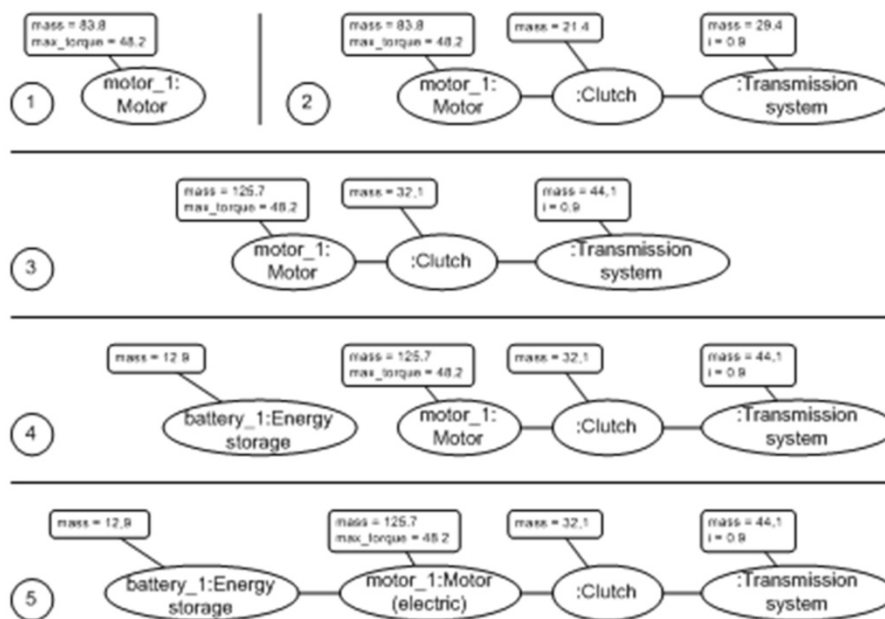 mass = 83.8
max_torque = 48.2
motor_1:
Motor
1
mass = 83.8
max_torque = 48.2
mass = 21.4
mass = 29.4
i = 0.9
motor_1:
Motor
:Clutch
:Transmission
system
2
mass = 125.7
max_torque = 48.2
mass = 32,1
mass = 44,1
i = 0,9
motor_1:
Motor
:Clutch
:Transmission
system
3
mass = 12.9
mass = 125.7
max_torque = 48.2
mass = 32,1
mass = 44,1
i = 0.9
battery_1:Energy
storage
motor_1:
Motor
:Clutch
:Transmission
system
4
mass = 12,9
mass = 125.7
max_torque = 48.2
mass = 32,1
mass = 44,1
i = 0.9
battery_1:Energy
storage
motor_1:Motor
(electric)
:Clutch
:Transmission
system
5